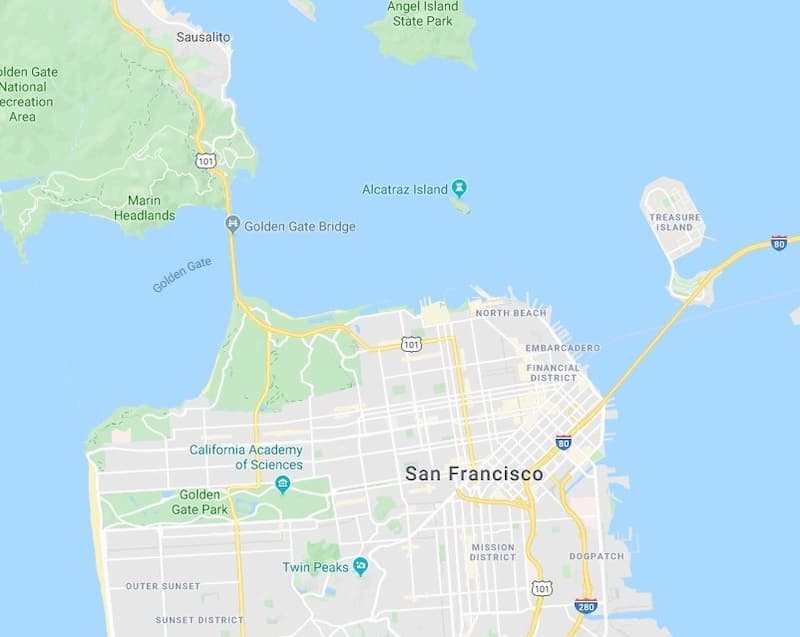 Angel Island
State Park
Sausalito
olden Gate
National
ecreation
Area
101
Alcatraz Island
Marin
Headlands
TREASURE
ISLAND
Golden Gate Bridge
80
Golden Gate
NORTH BEACH
101
EMBARCADERO
FINANCIAL
DISTRICT
80
California Academy
of Sciences
San Francisco
Golden
Gate Park
MISSION
DISTRICT
DOGPATCH
Twin Peaks
OUTER SUNSET
101
280
SUNSET DISTRICT